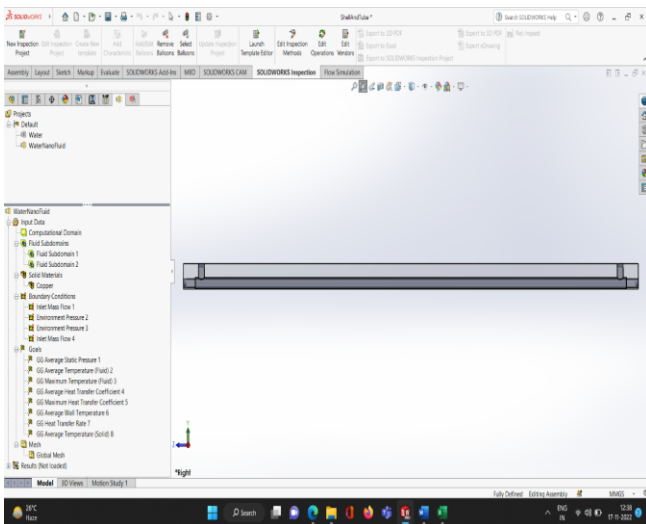 SOLIDWORKS
ShellAndTube *
Search SOLIDWORKS Help
New Inspection Project
Edit Inspection Project
Create New template
Add Characteristic
Add/Edit Balloons
Remove Balloons
Select Balloons
Update Inspection Project
Launch Template Editor
Edit Inspection Methods
Edit Operations
Edit Vendors
Export to 2D PDF
Export to Excel
Export to SOLIDWORKS Inspection Project
Export to 3D PDF
Export eDrawing
Net-Inspect
Assembly Layout Sketch Markup Evaluate SOLIDWORKS Add-Ins MBD SOLIDWORKS CAM SOLIDWORKS Inspection Flow Simulation
Projects
Default
Water
WaterNanoFluid
WaterNanoFluid
Input Data
Computational Domain
Fluid Subdomains
Fluid Subdomain 1
Fluid Subdomain 2
Solid Materials
Copper
Boundary Conditions
Inlet Mass Flow 1
Environment Pressure 2
Environment Pressure 3
Inlet Mass Flow 4
Goals
GG Average Static Pressure 1
GG Average Temperature (Fluid) 2
GG Maximum Temperature (Fluid) 3
GG Average Heat Transfer Coefficient 4
GG Maximum Heat Transfer Coefficient 5
GG Average Wall Temperature 6
GG Heat Transfer Rate 7
GG Average Temperature (Solid) 8
Mesh
Global Mesh
Results (Not loaded)
Y
Z
*Right
Model 3D Views Motion Study 1
Fully Defined Editing Assembly MMGS
26°C
Haze
Search
ENG
IN
12:38
17-11-2022